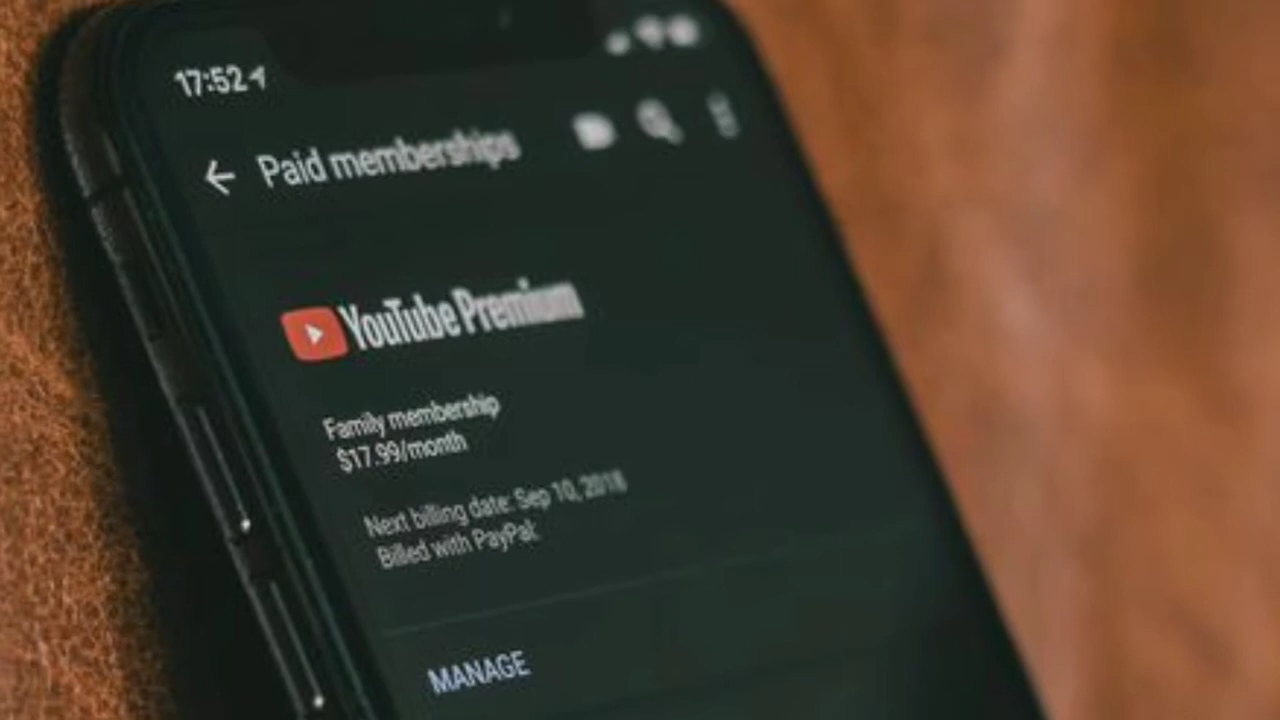 17:52
Paid memberships
YouTube Premium
Family membership
$17.99/month
Next billing date: Sep 10, 2018
Billed with PayPal:
MANAGE